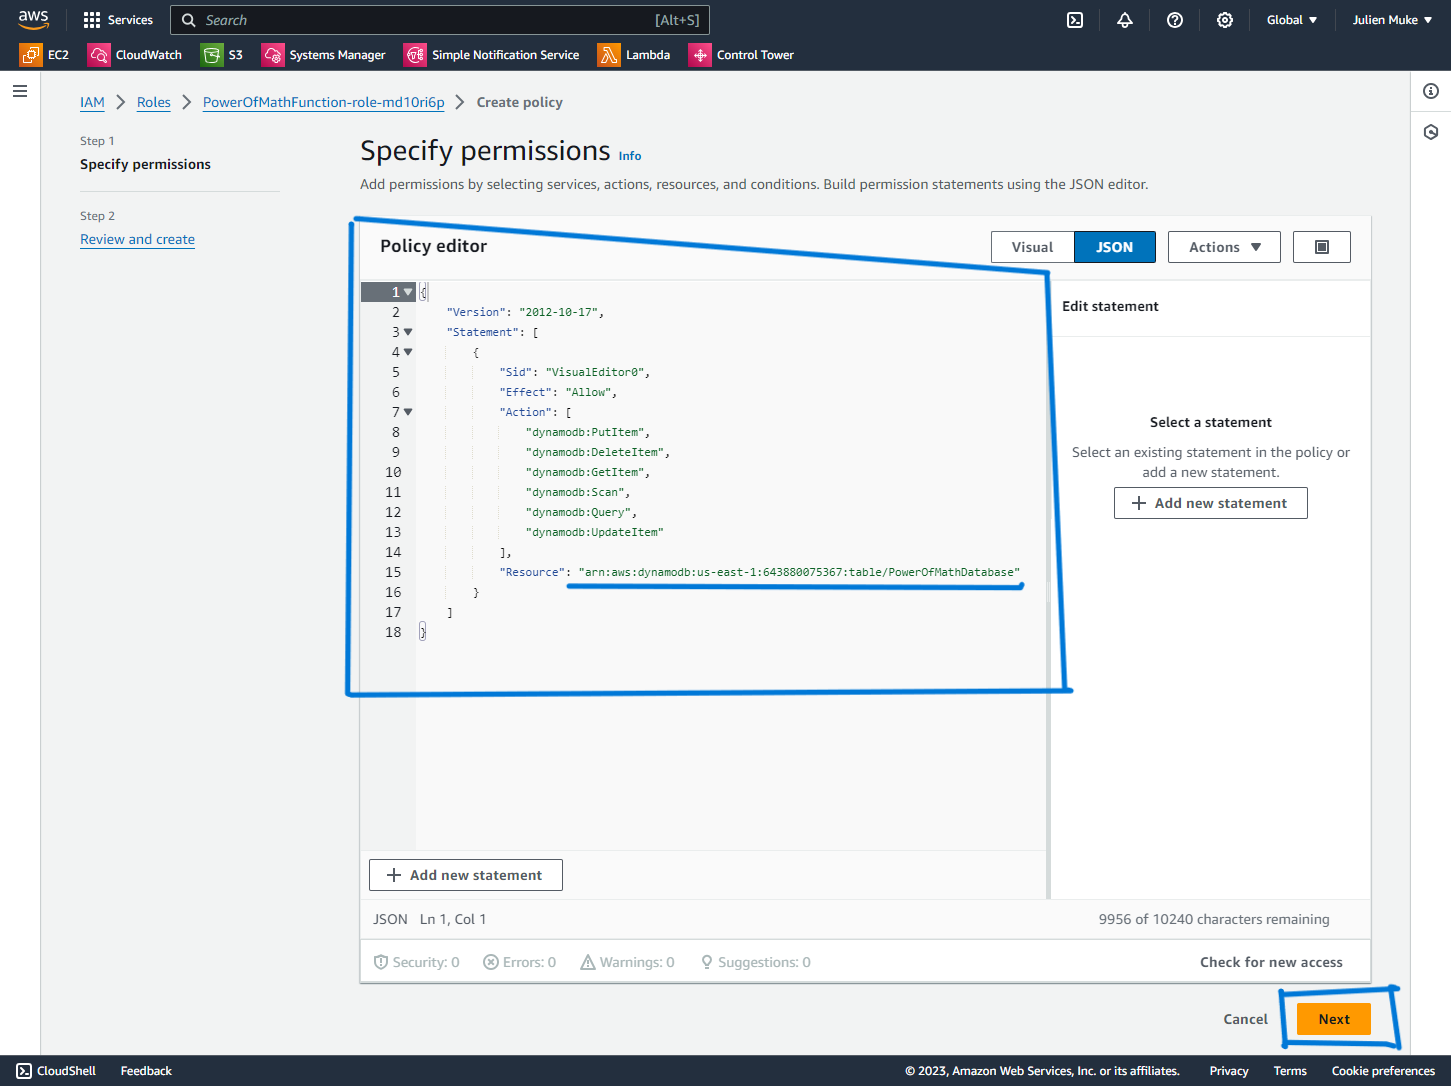 aws
Services
Search
[Alt+S]
Global
Julien Muke
EC2
CloudWatch
S3
Systems Manager
Simple Notification Service
Lambda
Control Tower
IAM
Roles
PowerOfMathFunction-role-md10ri6p
Create policy
Step 1
Specify permissions
Step 2
Review and create
Specify permissions Info
Add permissions by selecting services, actions, resources, and conditions. Build permission statements using the JSON editor.
Policy editor
Visual
JSON
Actions
1 {
2 "Version": "2012-10-17",
3 "Statement": [
4 {
5 "Sid": "VisualEditor0",
6 "Effect": "Allow",
7 "Action": [
8 "dynamodb:PutItem",
9 "dynamodb:DeleteItem",
10 "dynamodb:GetItem",
11 "dynamodb:Scan",
12 "dynamodb:Query",
13 "dynamodb:UpdateItem"
14 ],
15 "Resource": "arn:aws:dynamodb:us-east-1:643880075367:table/PowerOfMathDatabase"
16 }
17 ]
18 }
Edit statement
Select a statement
Select an existing statement in the policy or
add a new statement.
+ Add new statement
+ Add new statement
JSON Ln 1, Col 1
9956 of 10240 characters remaining
Security: 0
Errors: 0
Warnings: 0
Suggestions: 0
Check for new access
Cancel
Next
CloudShell
Feedback
© 2023, Amazon Web Services, Inc. or its affiliates.
Privacy
Terms
Cookie preferences